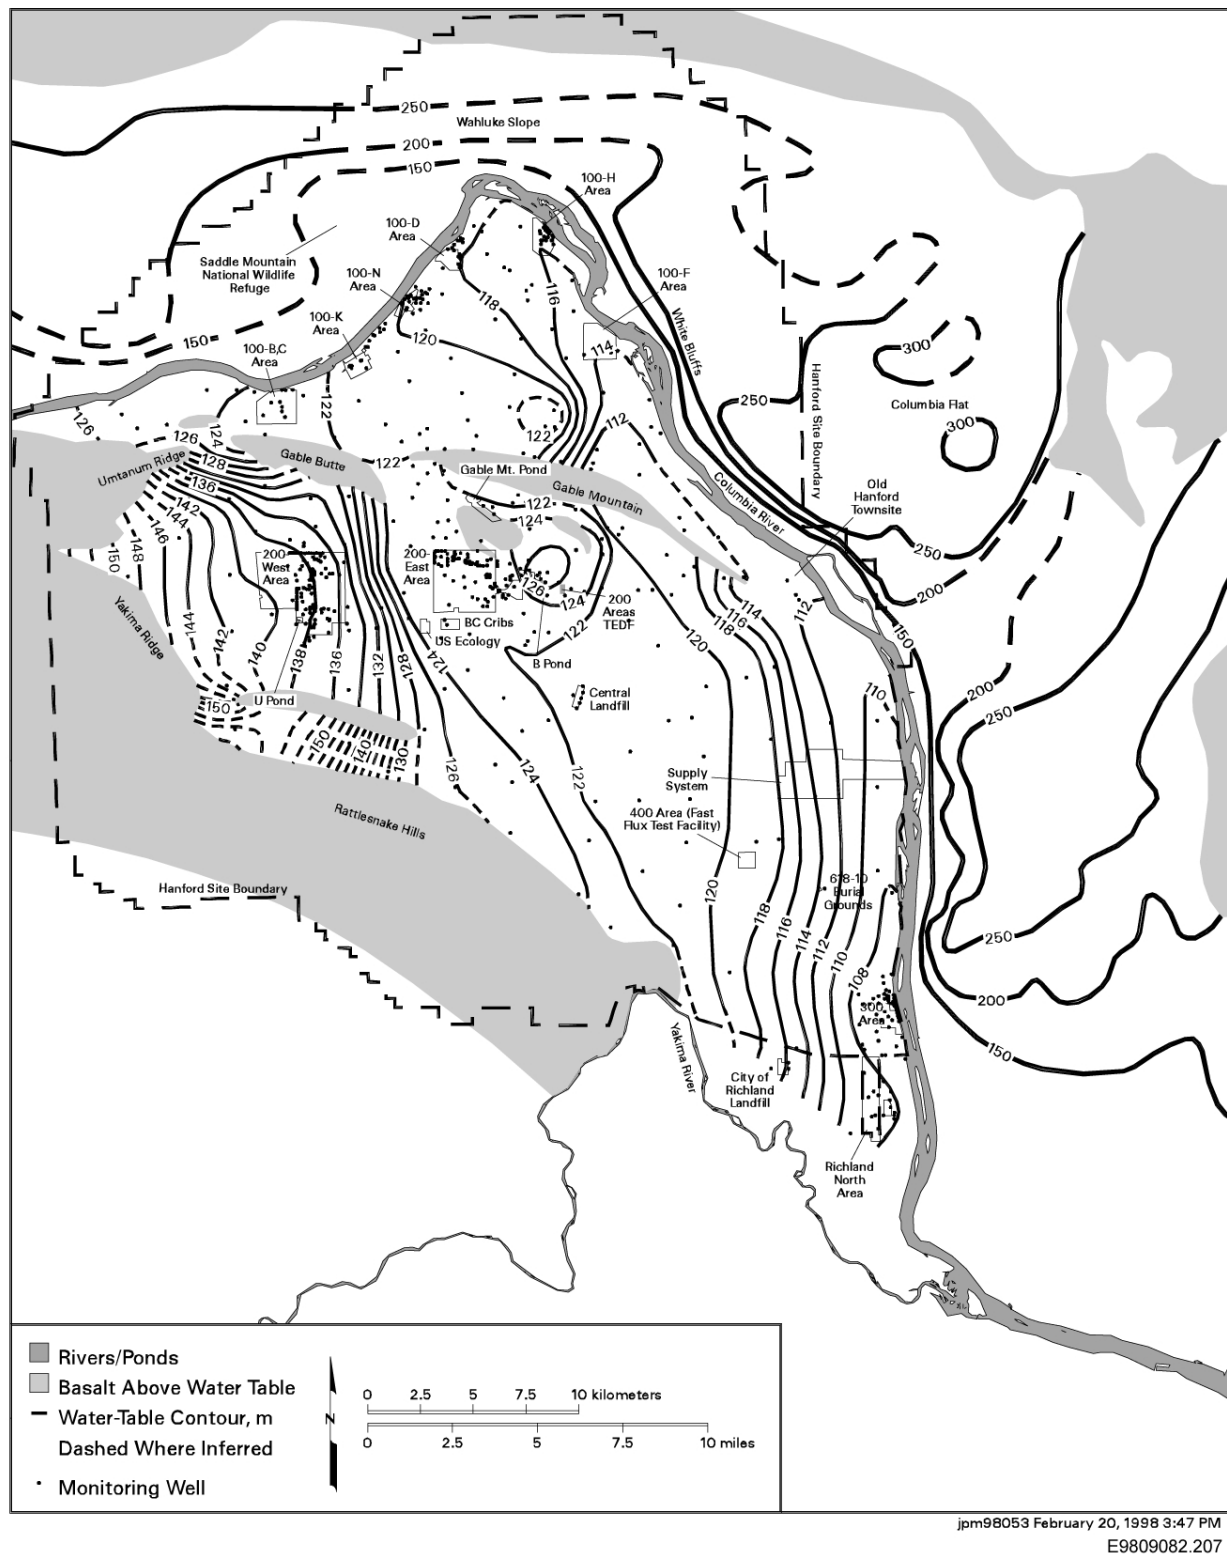 250
Wahluke Slope
200
150
100-H
Area
100-D
Area
Saddle Mountain
National Wildlife
Refuge
100-N
Area
100-F
Area
118
116
White Bluffs
100-K
Area
120
150
100-B,C
Area
114
300
Hanford Site Boundary
250
Columbia Flat
122
126
124
112
300
126
122
Umtanum Ridge
128
Gable Butte
122
Gable Mt. Pond
136
Gable Mountain
Columbia River
Old
Hanford
Townsite
142
122
144
124
146
148
150
200
West
Area
200
East
Area
250
126
124
200
Areas
TEDF
200
114
116
118
112
Yakima Ridge
144
142
140
138
136
132
128
124
BC Cribs
US Ecology
122
120
150
B Pond
U Pond
Central
Landfill
110
200
150
250
150
140
130
126
124
122
Supply
System
400 Area (Fast
Flux Test Facility)
Rattlesnake Hills
Hanford Site Boundary
120
618-10
Burial
Grounds
118
116
114
112
110
250
108
200
300
Area
Yakima River
150
City of
Richland
Landfill
Richland
North
Area
Rivers/Ponds
Basalt Above Water Table
Water-Table Contour, m
Dashed Where Inferred
Monitoring Well
N
0 2.5 5 7.5 10 kilometers
0 2.5 5 7.5 10 miles
jpm98053 February 20, 1998 3:47 PM
E9809082.207